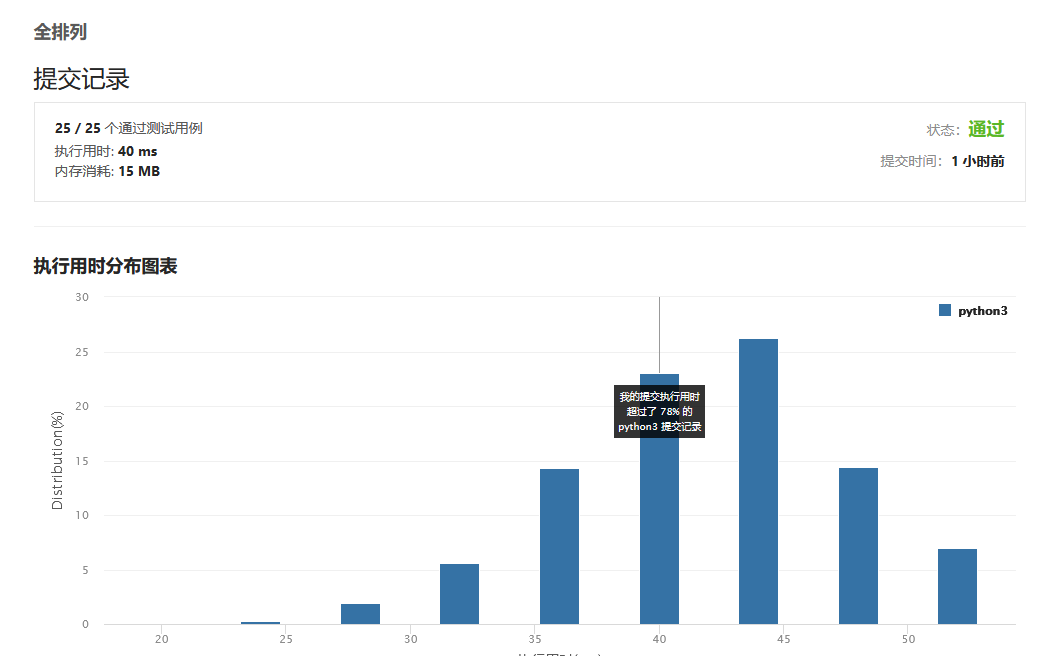 全排列
提交记录
25 / 25 个通过测试用例
状态：通过
执行用时: 40 ms
提交时间：1 小时前
内存消耗: 15 MB
执行用时分布图表
python3
30
25
20
15
10
5
0
Distribution(%)
我的提交执行用时
超过了 78% 的
python3 提交记录
20 25 30 35 40 45 50